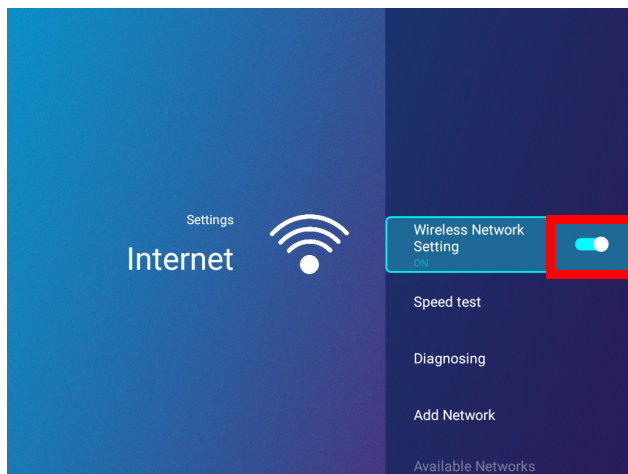 Settings
Internet
Wireless Network
Setting
ON
Speed test
Diagnosing
Add Network
Available Networks